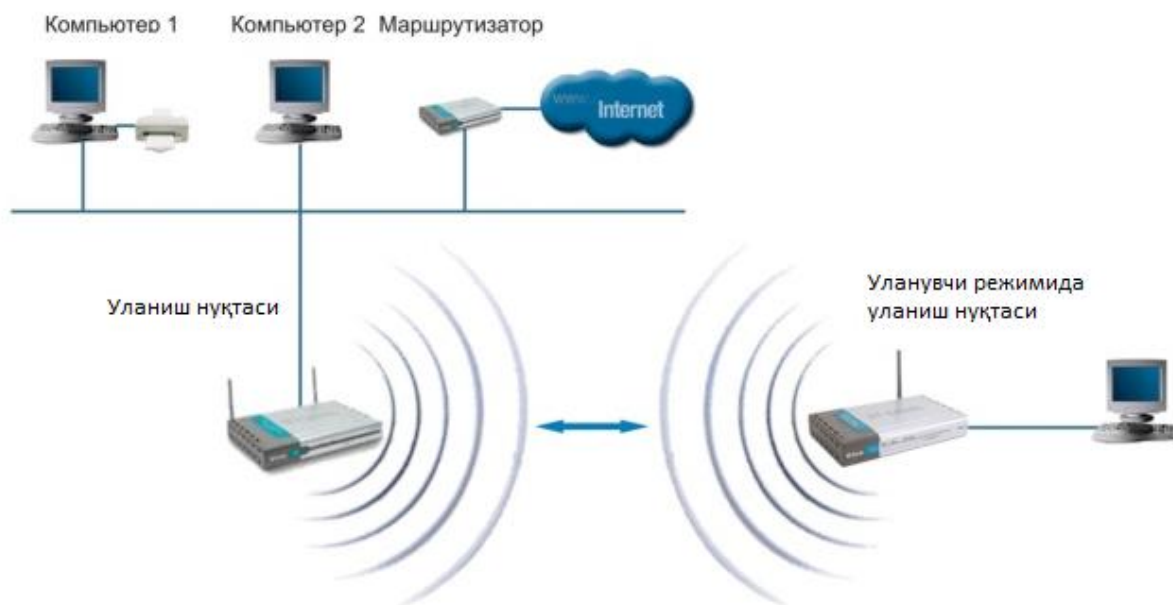 Компьютер 1
Компьютер 2
Маршрутизатор
www.
Internet
Уланиш нуқтаси
Уланувчи режимида
уланиш нуқтаси